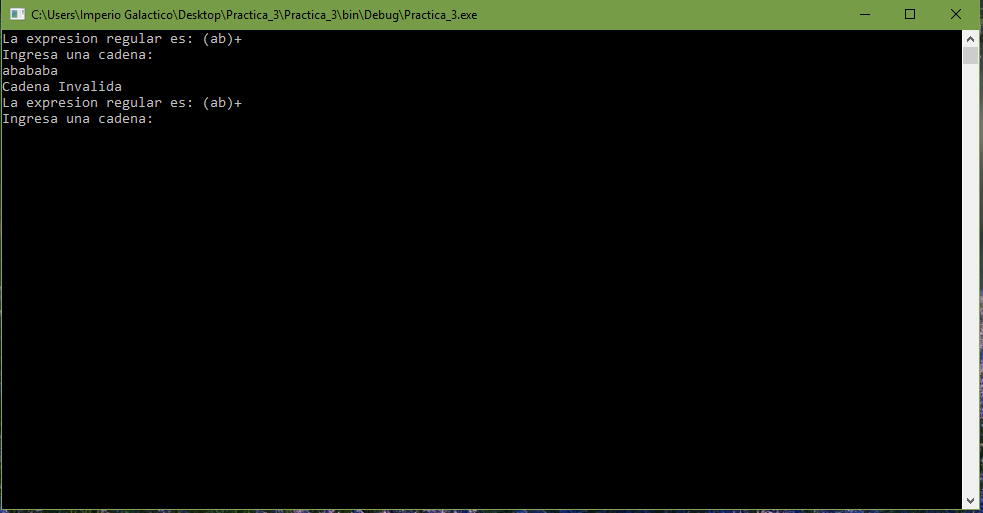 C:\Users\Imperio Galactico\Desktop\Practica_3\Practica_3\bin\Debug\Practica_3.exe
La expresion regular es: (ab)+
Ingresa una cadena:
abababa
Cadena Invalida
La expresion regular es: (ab)+
Ingresa una cadena: